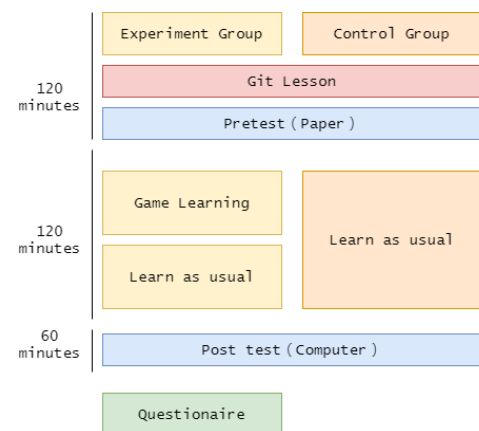 Experiment Group
Control Group
120
minutes
Git Lesson
Pretest (Paper)
120
minutes
Game Learning
Learn as usual
Learn as usual
60
minutes
Post test (Computer)
Questionaire